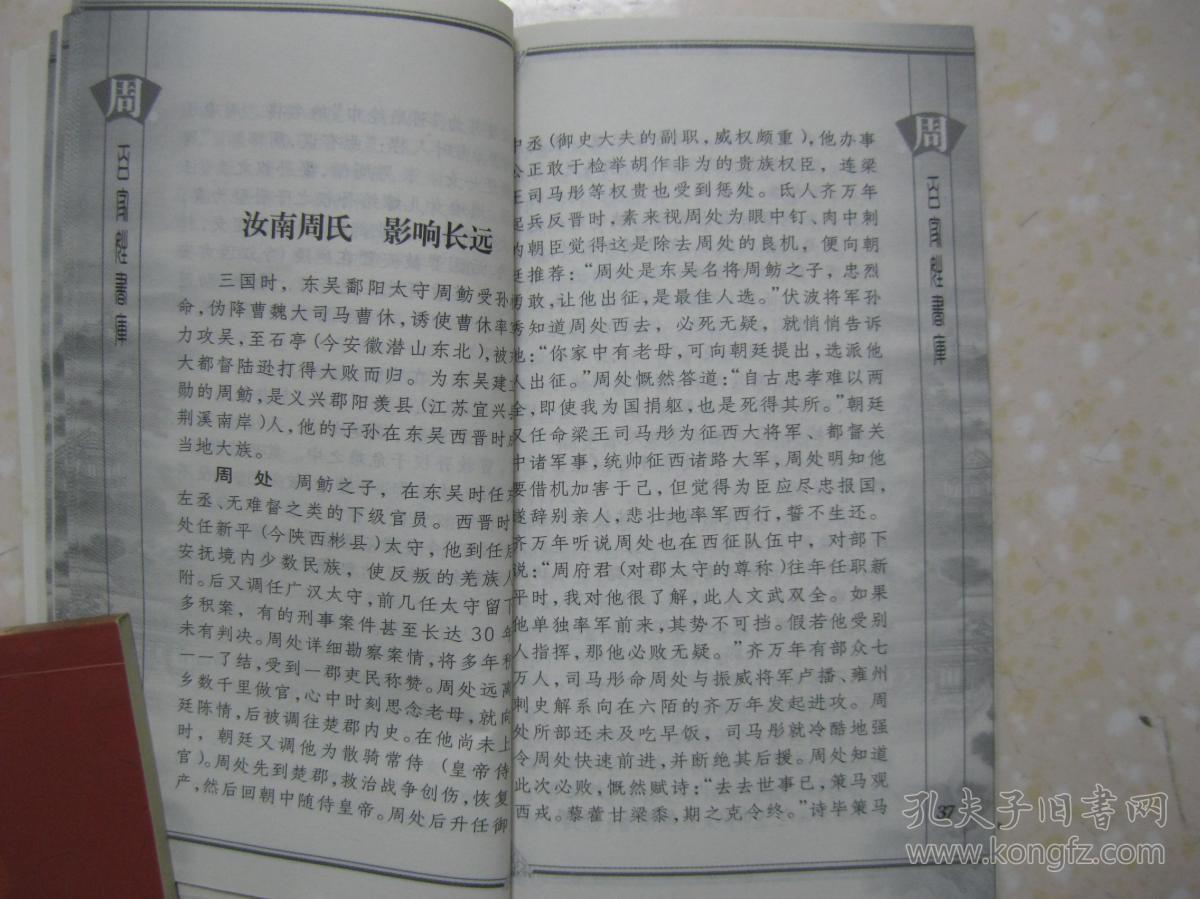 周
百家姓書庫
汝南周氏 影响长远
三国时，东吴鄱阳太守周鲂受孙
命，伪降曹魏大司马曹休，诱使曹休率
力攻吴，至石亭(今安徽潜山东北)，被
大都督陆逊打得大败而归。为东吴建
勋的周鲂，是义兴郡阳羡县(江苏宜兴
荆溪南岸)人，他的子孙在东吴西晋时
当地大族。
周 处 周鲂之子，在东吴时任
左丞、无难督之类的下级官员。西晋时
处任新平(今陕西彬县)太守，他到任
安抚境内少数民族，使反叛的羌族人
附。后又调任广汉太守，前几任太守留下
多积案，有的刑事案件甚至长达30年
未有判决。周处详细勘察案情，将多年
一一了结，受到一郡吏民称赞。周处远离
乡数千里做官，心中时刻思念老母，就向
廷陈情，后被调往楚郡内史。在他尚未上
时，朝廷又调他为散骑常侍(皇帝侍
官)。周处先到楚郡，救治战争创伤，恢复
产，然后回朝中随侍皇帝。周处后升任御
周
百家姓書庫
中丞(御史大夫的副职，威权颇重)，他办事
公正敢于检举胡作非为的贵族权臣，连梁
王司马肜等权贵也受到惩处。氐人齐万年
起兵反晋时，素来视周处为眼中钉、肉中刺
的朝臣觉得这是除去周处的良机，便向朝
廷推荐：“周处是东吴名将周鲂之子，忠烈
勇敢，让他出征，是最佳人选。”伏波将军孙
秀知道周处西去，必死无疑，就悄悄告诉
他：“你家中有老母，可向朝廷提出，选派他
人出征。”周处慨然答道：“自古忠孝难以两
全，即使我为国捐躯，也是死得其所。”朝廷
又任命梁王司马肜为征西大将军、都督关
中诸军事，统帅征西诸路大军，周处明知他
要借机加害于己，但觉得为臣应尽忠报国，
遂辞别亲人，悲壮地率军西行，誓不生还。
齐万年听说周处也在西征队伍中，对部下
说：“周府君(对郡太守的尊称)往年任职新
平时，我对他很了解，此人文武双全。如果
他单独率军前来，其势不可挡。假若他受别
人指挥，那他必败无疑。”齐万年有部众七
万人，司马肜命周处与振威将军卢播、雍州
刺史解系向在六陌的齐万年发起进攻。周
处所部还未及吃早饭，司马肜就冷酷地强
令周处快速前进，并断绝其后援。周处知道
此次必败，慨然赋诗：“去去世事已，策马观
西戎。藜藿甘梁黍，期之克令终。”诗毕策马
37
孔夫子旧书网
www.kongfz.com